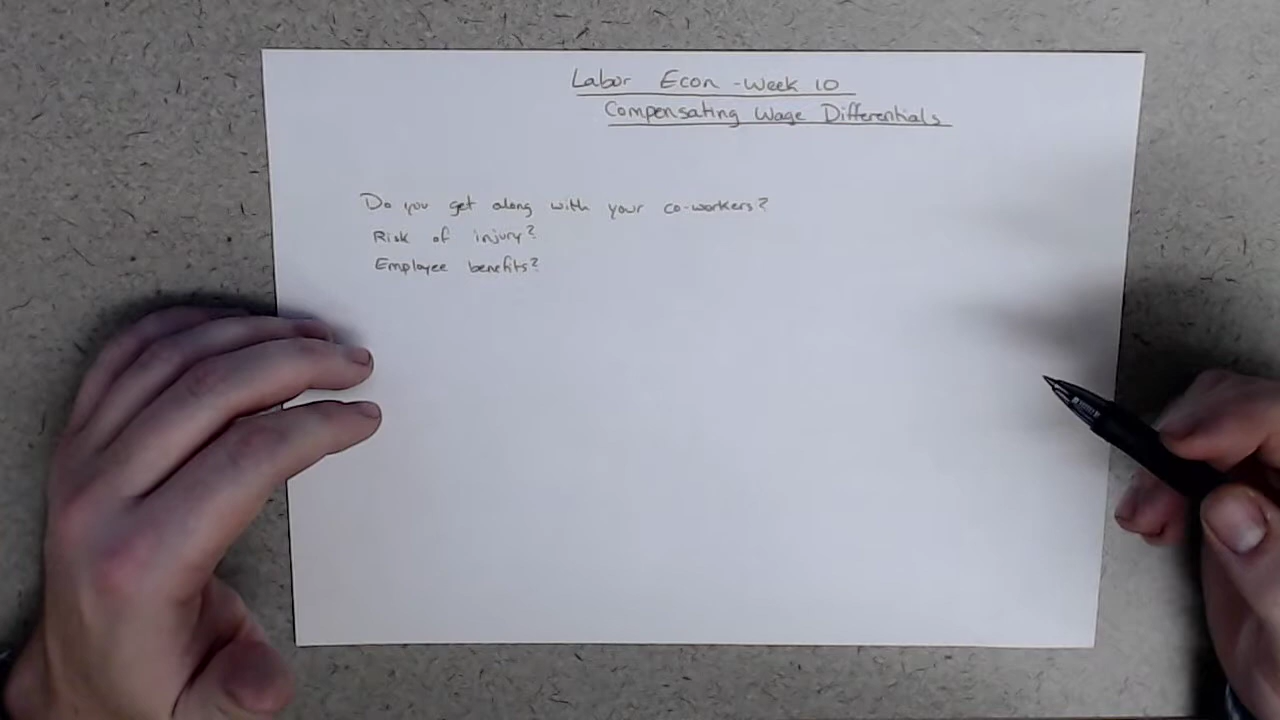 Labor Econ - Week 10
Compensating Wage Differentials
Do you get along with your co-workers?
Risk of injury?
Employee benefits?